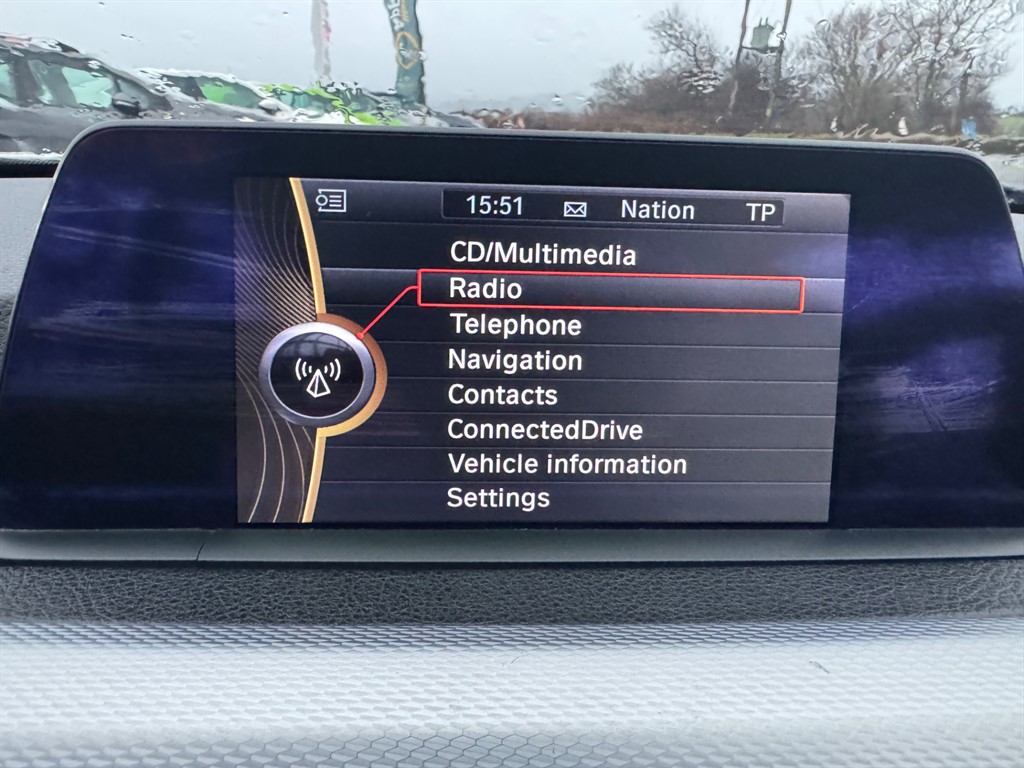 15:51 Nation TP
CD/Multimedia
Radio
Telephone
Navigation
Contacts
ConnectedDrive
Vehicle information
Settings